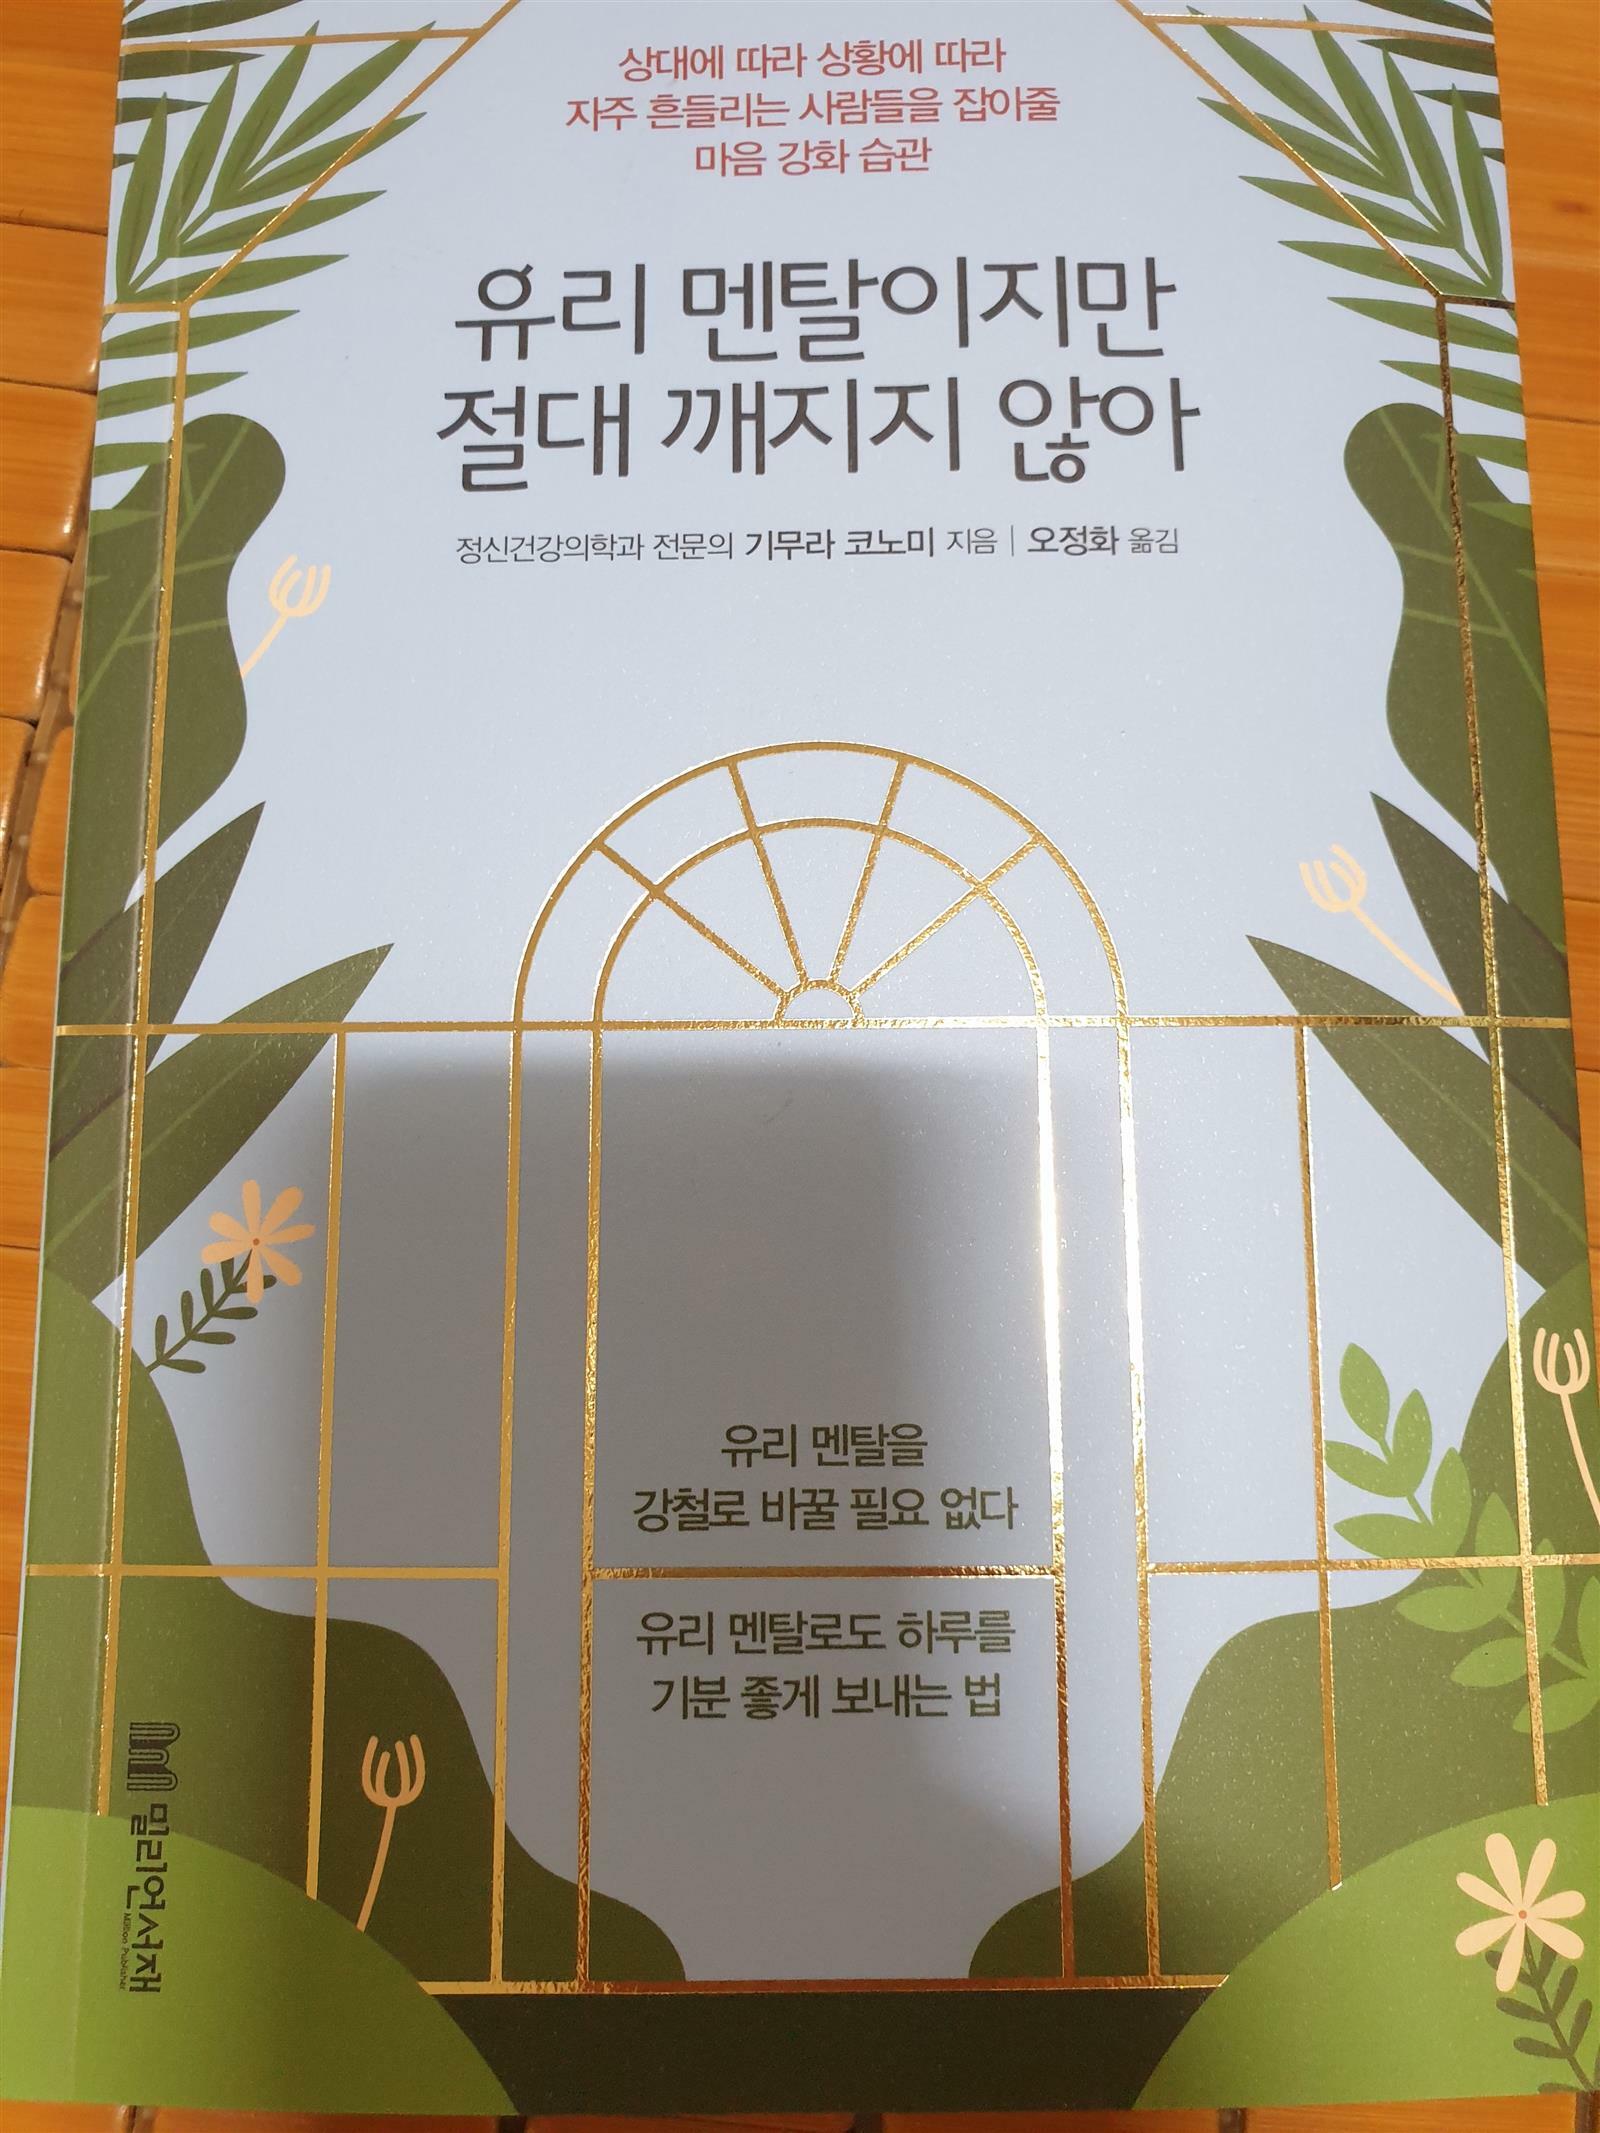 상대에 따라 상황에 따라
자주 흔들리는 사람들을 잡아줄
마음 강화 습관
유리 멘탈이지만
절대 깨지지 않아
정신건강의학과 전문의 기무라 코노미 지음 | 오정화 옮김
유리 멘탈을
강철로 바꿀 필요 없다
유리 멘탈로도 하루를
기분 좋게 보내는 법
밀리언서재
Million Publisher